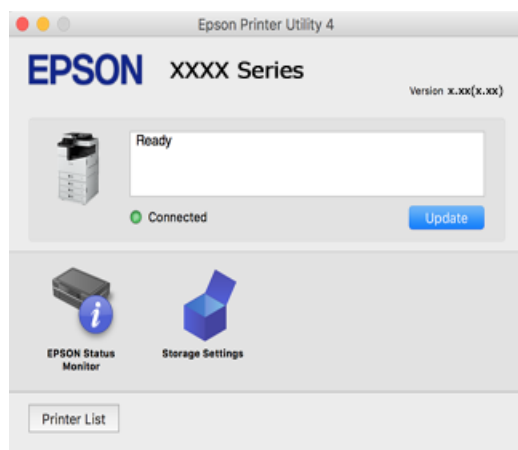 Epson Printer Utility 4
EPSON XXXX Series
Version x.xx(x.xx)
Ready
Connected
Update
EPSON Status
Monitor
Storage Settings
Printer List